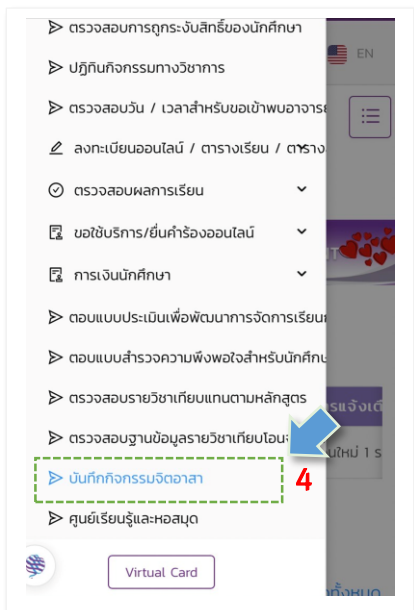 ตรวจสอบการถูกระงับสิทธิ์ของนักศึกษา
EN
ปฏิทินกิจกรรมทางวิชาการ
ตรวจสอบวัน / เวลาสำหรับขอเข้าพบอาจารย์
ลงทะเบียนออนไลน์ / ตารางเรียน / ตาราง
ตรวจสอบผลการเรียน
ขอใช้บริการ/ยื่นคำร้องออนไลน์
การเงินนักศึกษา
ตอบแบบประเมินเพื่อพัฒนาการจัดการเรียน
ตอบแบบสำรวจความพึงพอใจสำหรับนักศึกษ
ตรวจสอบรายวิชาเทียบแทนตามหลักสูตร
ตรวจสอบฐานข้อมูลรายวิชาเทียบโอน
บันทึกกิจกรรมจิตอาสา
4
ศูนย์เรียนรู้และหอสมุด
Virtual Card
ทั้งหมด